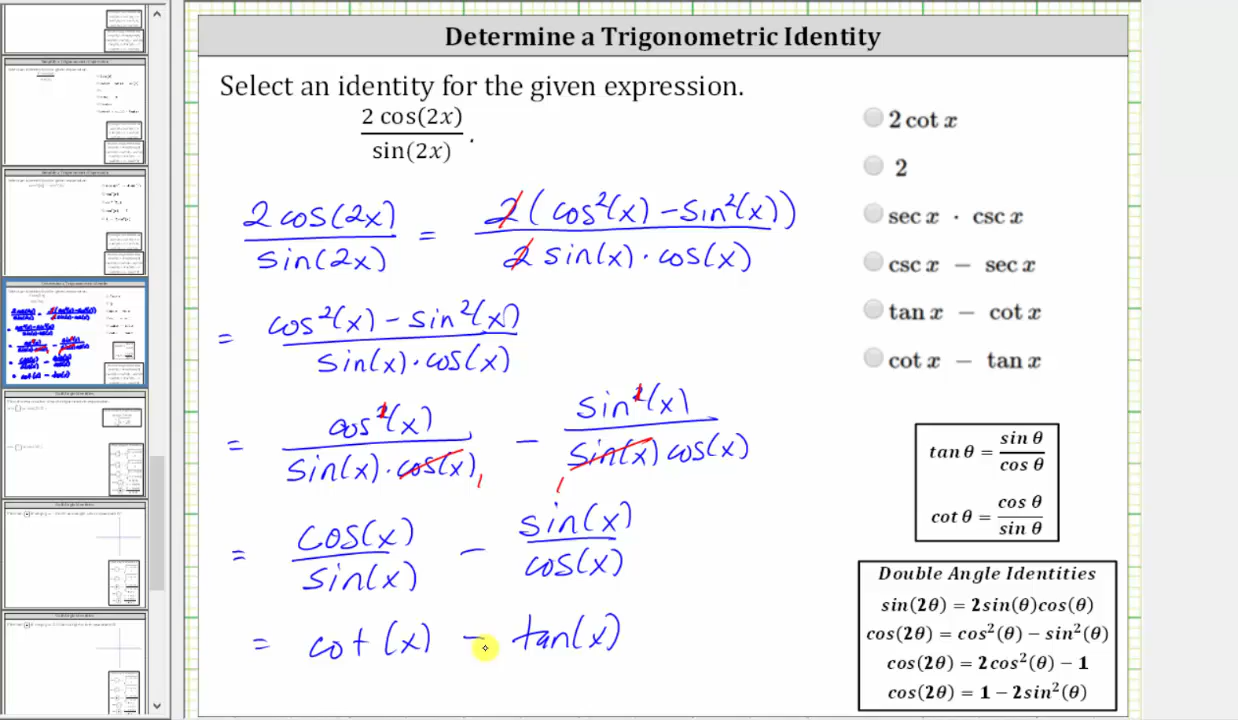 Determine a Trigonometric Identity
Select an identity for the given expression.
2 cos(2x)
sin(2x) .
2 cos(2x) / sin(2x) = 2(cos²(x) - sin²(x)) / 2 sin(x)·cos(x)
= cos²(x) - sin²(x) / sin(x)·cos(x)
= cos²(x) / sin(x)·cos(x) 1 - sin²(x) / sin(x) cos(x) 1
= cos(x) / sin(x) - sin(x) / cos(x)
= cot(x) - tan(x)
2 cot x
2
sec x · csc x
csc x − sec x
tan x − cot x
cot x − tan x
tan θ = sin θ / cos θ
cot θ = cos θ / sin θ
Double Angle Identities
sin(2θ) = 2sin(θ)cos(θ)
cos(2θ) = cos²(θ) − sin²(θ)
cos(2θ) = 2cos²(θ) − 1
cos(2θ) = 1 − 2sin²(θ)